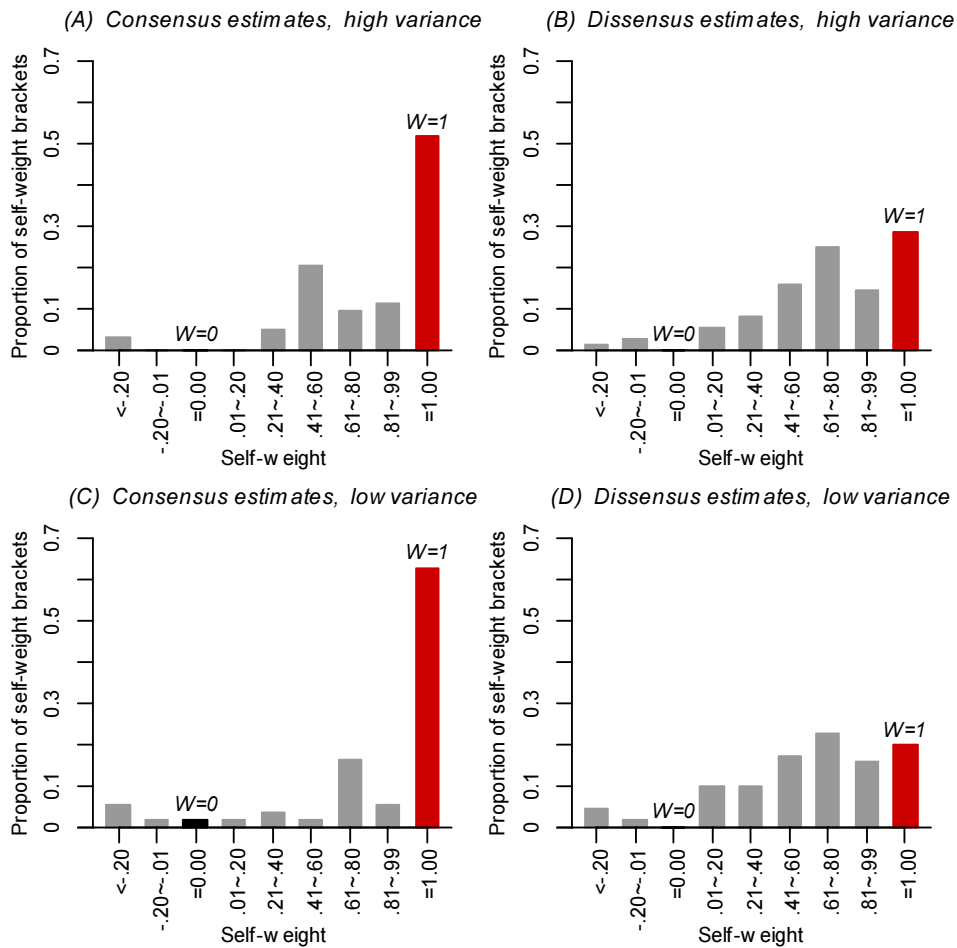 (A) Consensus estimates, high variance
Proportion of self-weight brackets
0.7
0.5
0.3
0.1
0
W=0
W=1
<-.20
-.20~-.01
=0.00
.01~.20
.21~.40
.41~.60
.61~.80
.81~.99
=1.00
Self-weight
(B) Dissensus estimates, high variance
Proportion of self-weight brackets
0.7
0.5
0.3
0.1
0
W=0
W=1
<-.20
-.20~-.01
=0.00
.01~.20
.21~.40
.41~.60
.61~.80
.81~.99
=1.00
Self-weight
(C) Consensus estimates, low variance
Proportion of self-weight brackets
0.7
0.5
0.3
0.1
0
W=0
W=1
<-.20
-.20~-.01
=0.00
.01~.20
.21~.40
.41~.60
.61~.80
.81~.99
=1.00
Self-weight
(D) Dissensus estimates, low variance
Proportion of self-weight brackets
0.7
0.5
0.3
0.1
0
W=0
W=1
<-.20
-.20~-.01
=0.00
.01~.20
.21~.40
.41~.60
.61~.80
.81~.99
=1.00
Self-weight